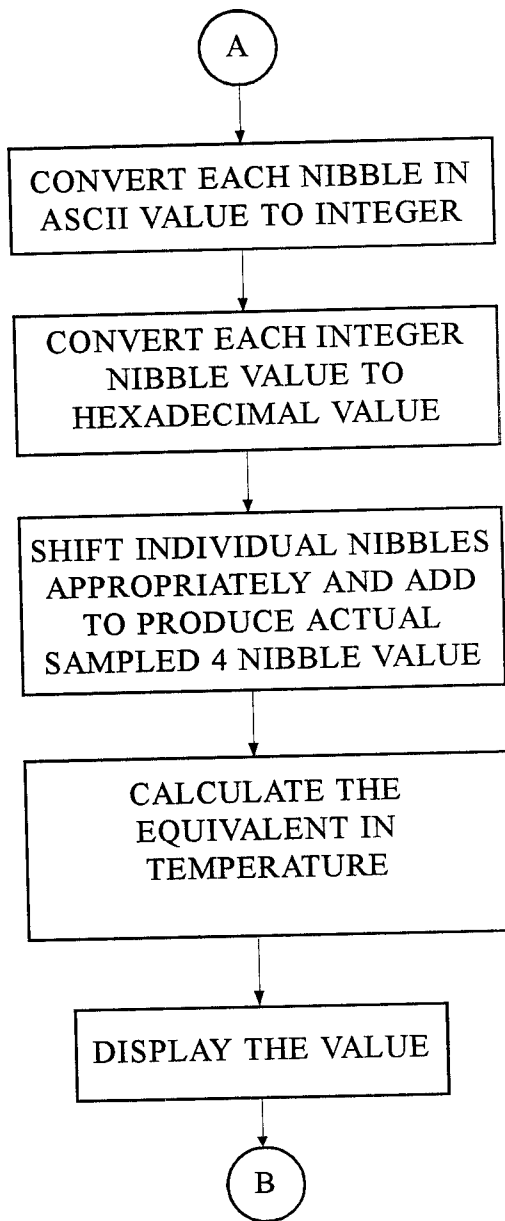 A
CONVERT EACH NIBBLE IN
ASCII VALUE TO INTEGER
CONVERT EACH INTEGER
NIBBLE VALUE TO
HEXADECIMAL VALUE
SHIFT INDIVIDUAL NIBBLES
APPROPRIATELY AND ADD
TO PRODUCE ACTUAL
SAMPLED 4 NIBBLE VALUE
CALCULATE THE
EQUIVALENT IN
TEMPERATURE
DISPLAY THE VALUE
B